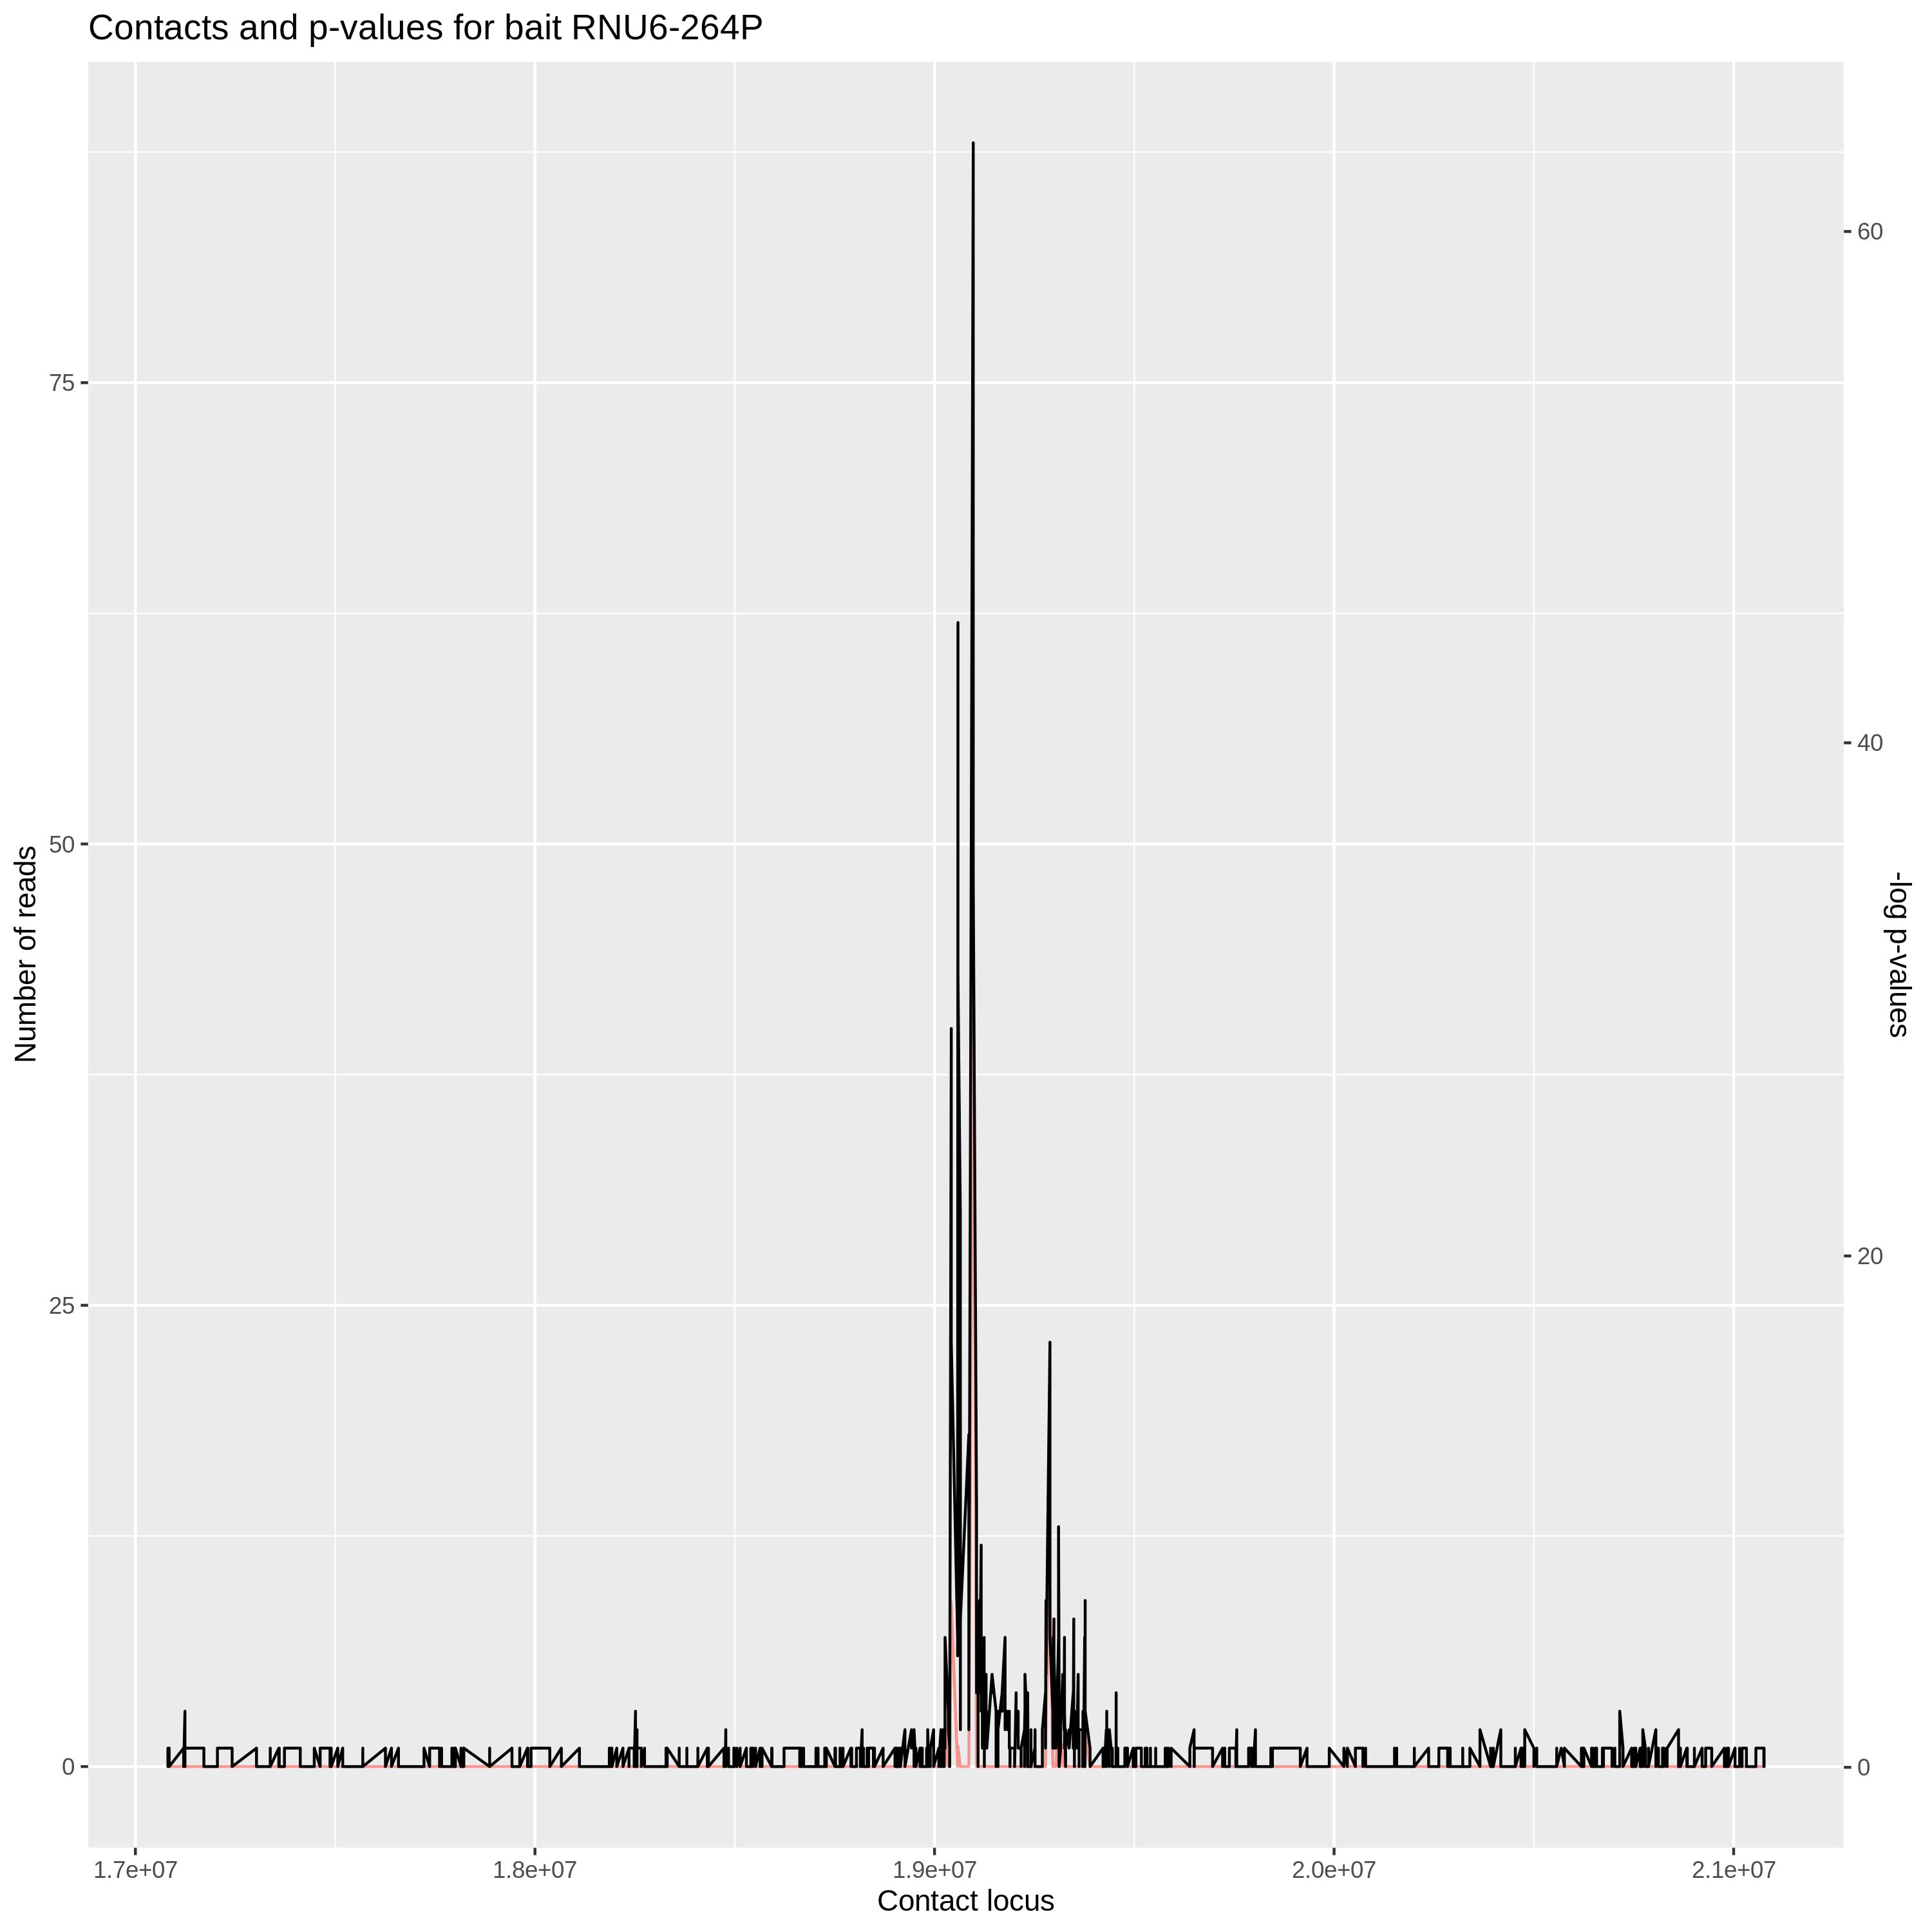 Contacts and p-values for bait RNU6-264P
Number of reads
75
50
25
0
60
40
20
0
-log p-values
1.7e+07
1.8e+07
1.9e+07
2.0e+07
2.1e+07
Contact locus